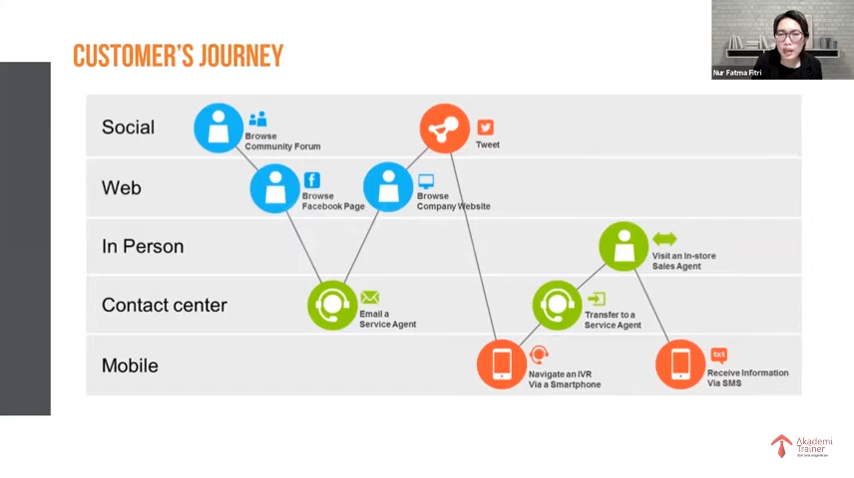 CUSTOMER'S JOURNEY
Nur Fatma Fitri
Social
Browse
Community Forum
Tweet
Web
f
Browse
Facebook Page
Browse
Company Website
In Person
Visit an In-store
Sales Agent
Contact center
Email a
Service Agent
Transfer to a
Service Agent
Mobile
Navigate an IVR
Via a Smartphone
txt
Receive Information
Via SMS
Akademi
Trainer